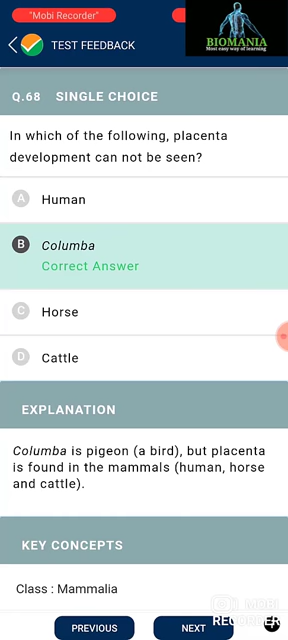 "Mobi Recorder"
BIOMANIA
Most easy way of learning
TEST FEEDBACK
Q.68 SINGLE CHOICE
In which of the following, placenta
development can not be seen?
A Human
B Columba
Correct Answer
C Horse
D Cattle
EXPLANATION
Columba is pigeon (a bird), but placenta
is found in the mammals (human, horse
and cattle).
KEY CONCEPTS
Class : Mammalia
MOBI
RECORDER
PREVIOUS
NEXT